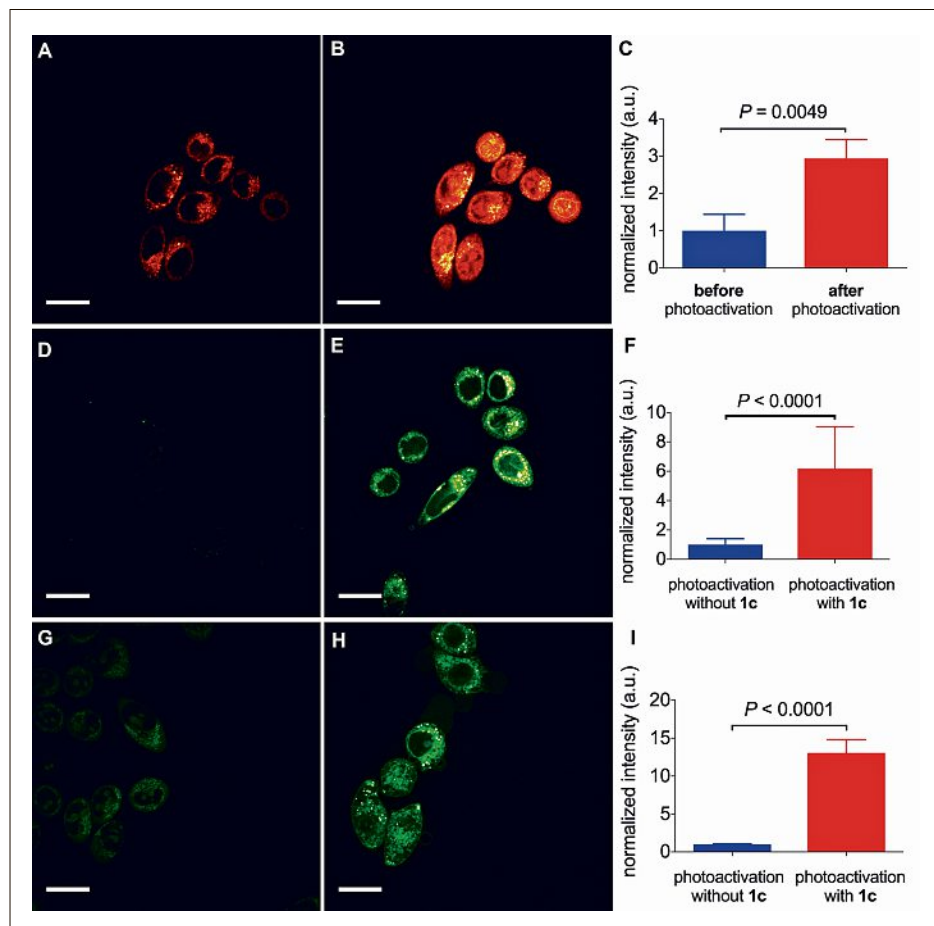 A
B
C
normalized intensity (a.u.)
P = 0.0049
4
3
2
1
0
before
photoactivation
after
photoactivation
D
E
F
normalized intensity (a.u.)
P < 0.0001
10
8
6
4
2
0
photoactivation
without 1c
photoactivation
with 1c
G
H
I
normalized intensity (a.u.)
P < 0.0001
20
15
10
5
0
photoactivation
without 1c
photoactivation
with 1c